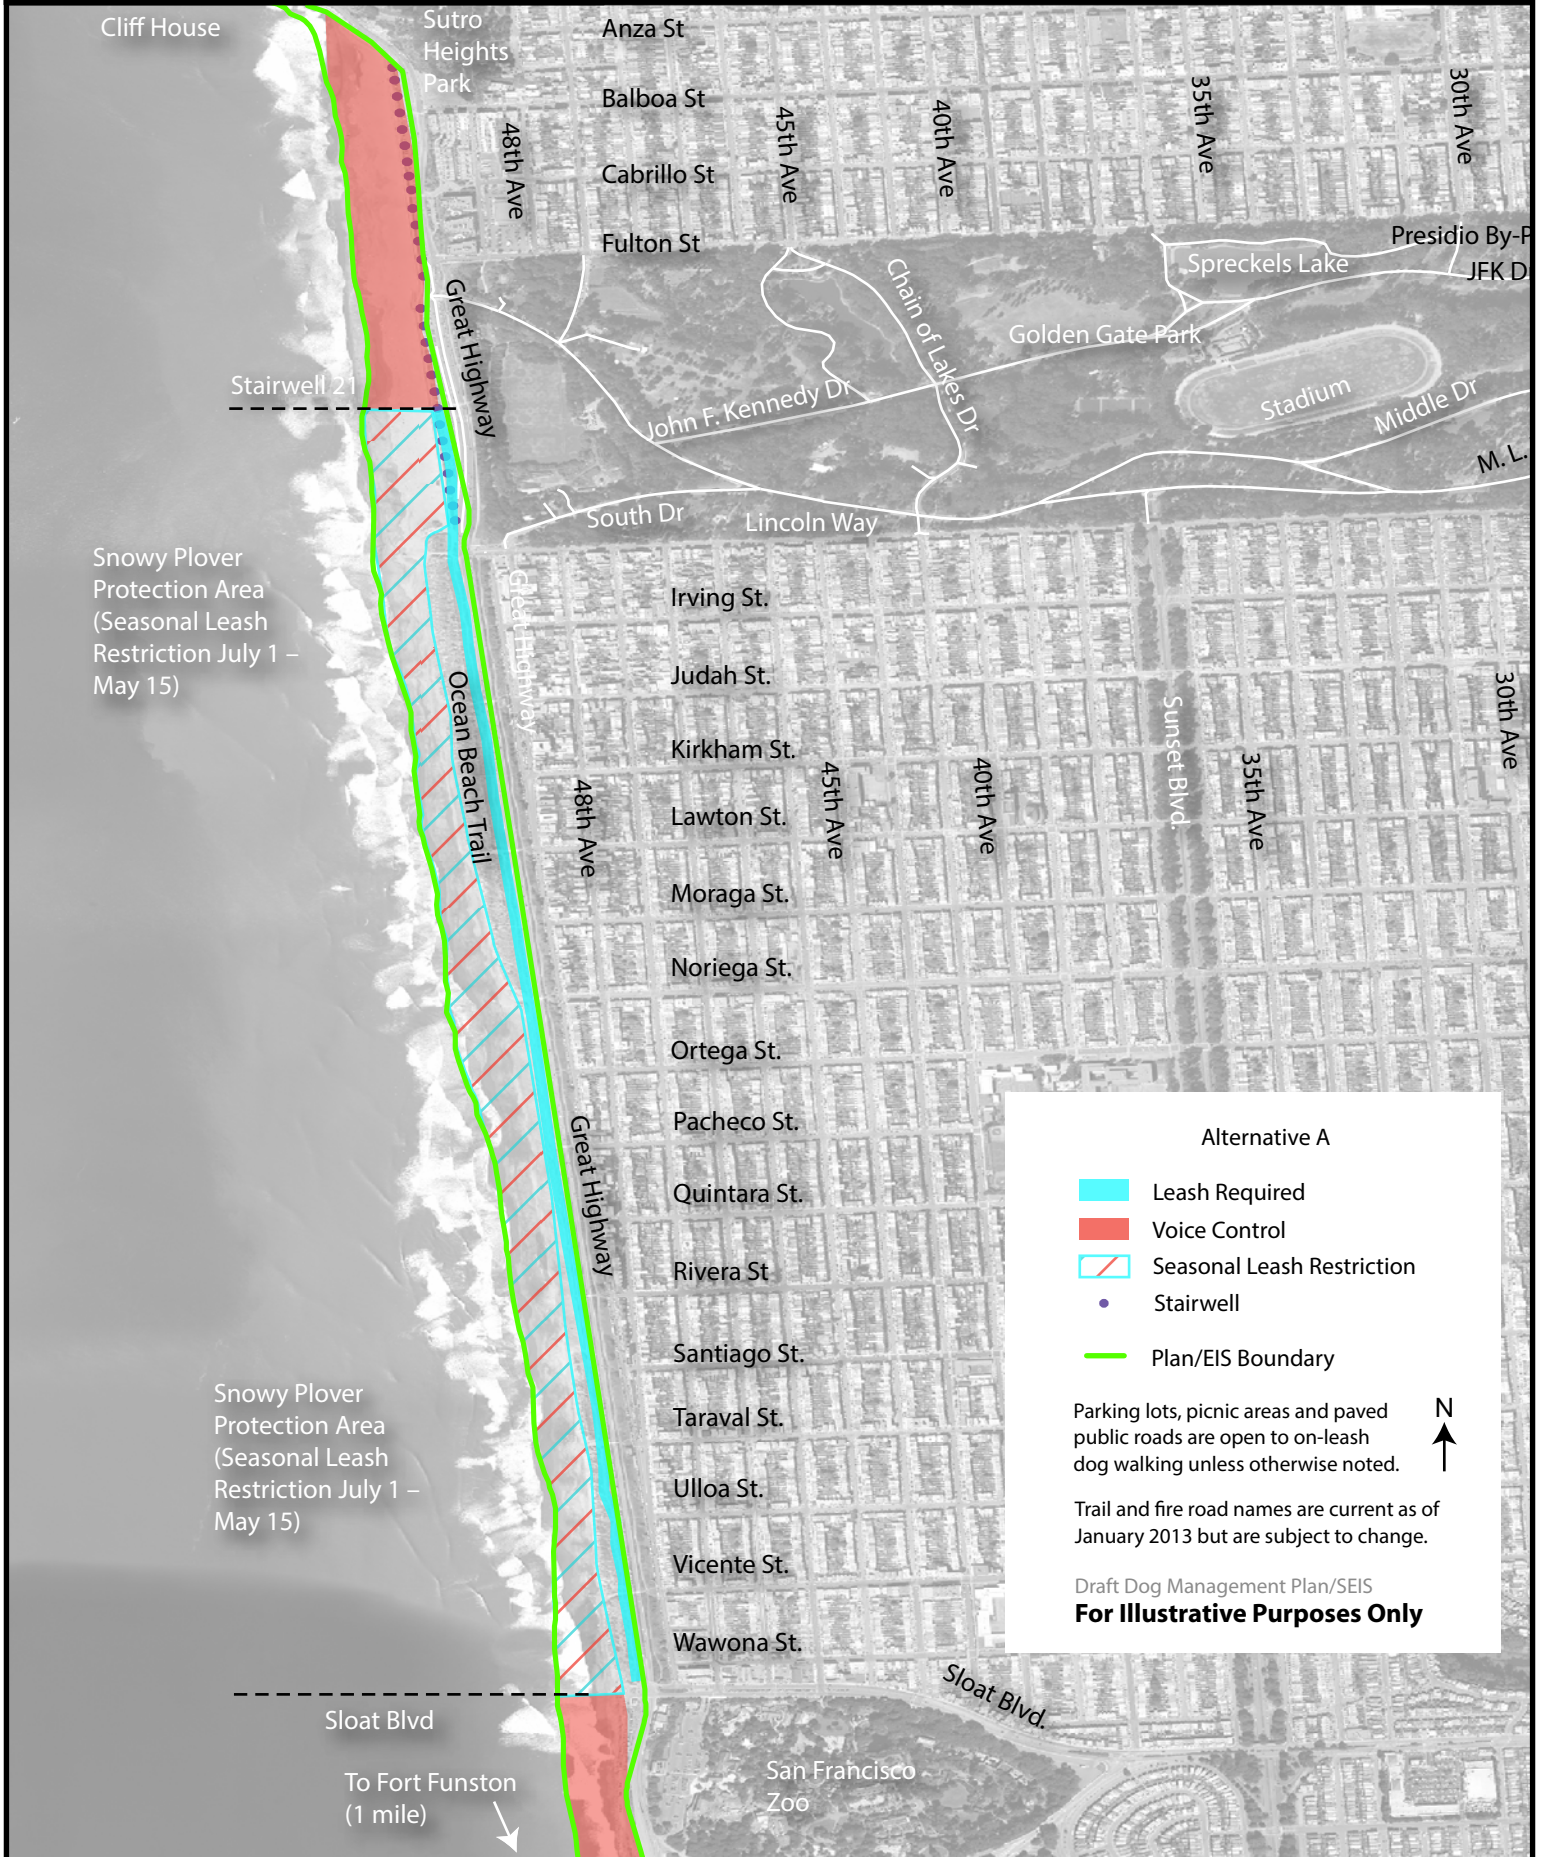 Cliff House
Sutro
Heights
Park
Anza St
Balboa St
Cabrillo St
Fulton St
48th Ave
45th Ave
40th Ave
35th Ave
30th Ave
Presidio By-P
JFK D
Spreckels Lake
Golden Gate Park
Chain of Lakes Dr
John F. Kennedy Dr
Stadium
Middle Dr
M. L.
South Dr
Lincoln Way
Great Highway
Stairwell 21
Snowy Plover
Protection Area
(Seasonal Leash
Restriction July 1 –
May 15)
Great Highway
Ocean Beach Trail
Irving St.
Judah St.
Kirkham St.
Lawton St.
Moraga St.
Noriega St.
Ortega St.
Pacheco St.
Quintara St.
Rivera St
Santiago St.
Taraval St.
Ulloa St.
Vicente St.
Wawona St.
48th Ave
45th Ave
40th Ave
Sunset Blvd.
35th Ave
30th Ave
Great Highway
Snowy Plover
Protection Area
(Seasonal Leash
Restriction July 1 –
May 15)
Sloat Blvd
Sloat Blvd.
To Fort Funston
(1 mile)
San Francisco
Zoo
Alternative A
Leash Required
Voice Control
Seasonal Leash Restriction
Stairwell
Plan/EIS Boundary
Parking lots, picnic areas and paved
public roads are open to on-leash
dog walking unless otherwise noted.
N
Trail and fire road names are current as of
January 2013 but are subject to change.
Draft Dog Management Plan/SEIS
For Illustrative Purposes Only